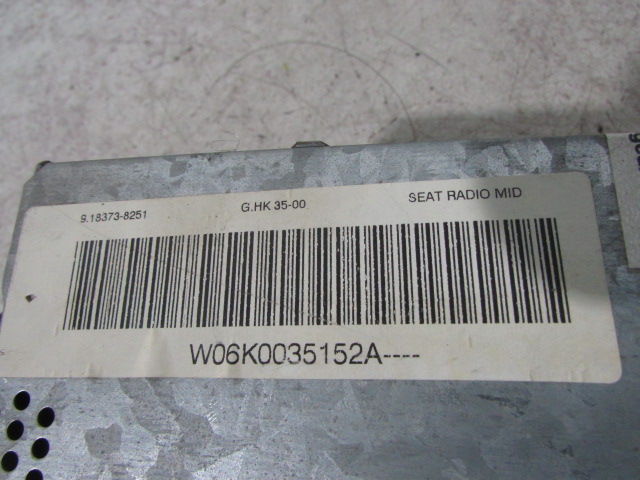 9.18373-8251 G.HK 35-00 SEAT RADIO MID
W06K0035152A----